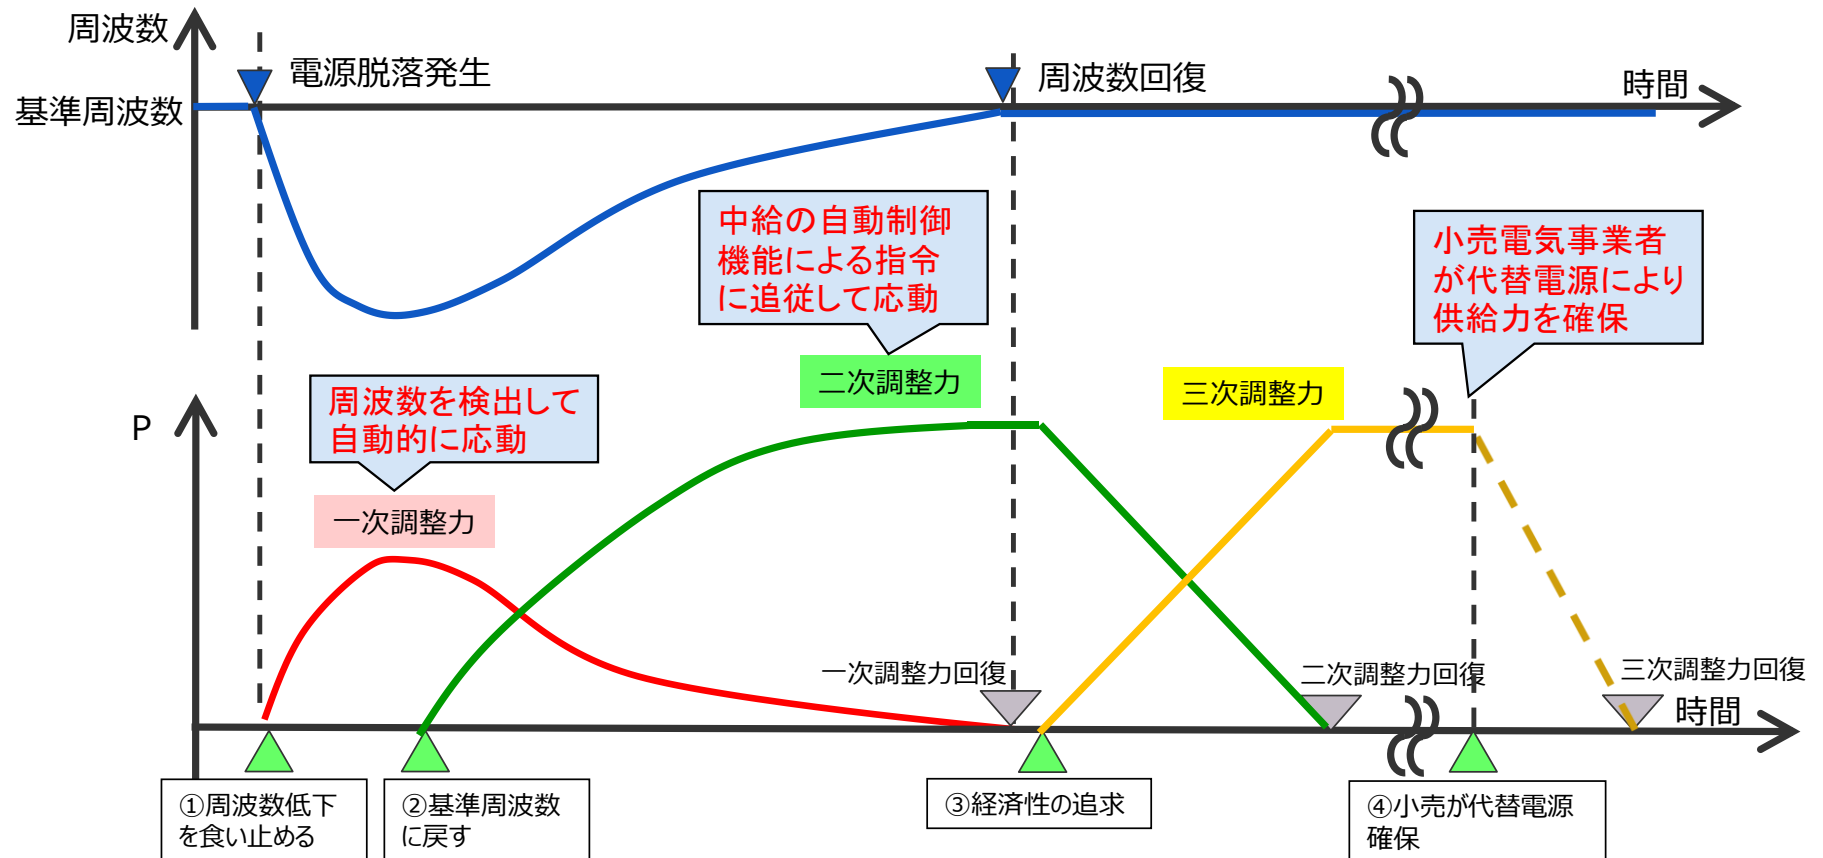 周波数
電源脱落発生
周波数回復
時間
基準周波数
中給の自動制御
機能による指令
に追従して応動
小売電気事業者
が代替電源により
供給力を確保
二次調整力
三次調整力
周波数を検出して
自動的に応動
P
一次調整力
一次調整力回復
二次調整力回復
三次調整力回復
時間
①周波数低下
を食い止める
②基準周波数
に戻す
③経済性の追求
④小売が代替電源
確保